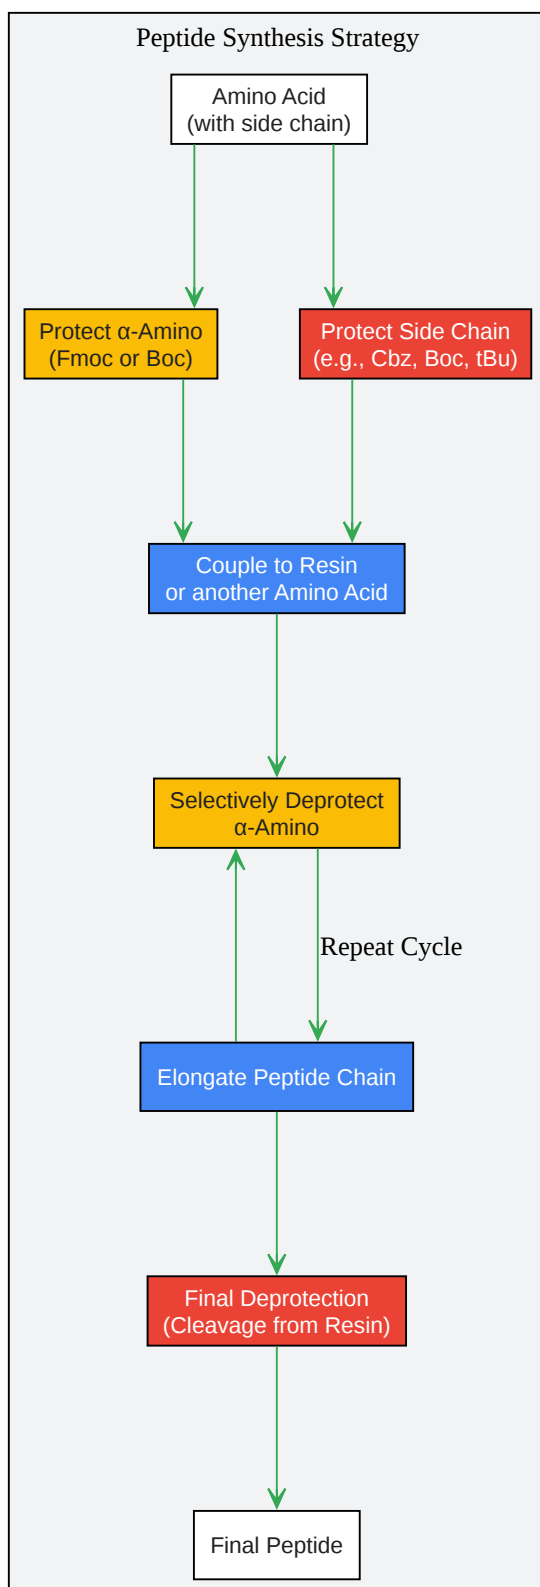 Peptide Synthesis Strategy
Amino Acid
(with side chain)
Protect α-Amino
(Fmoc or Boc)
Protect Side Chain
(e.g., Cbz, Boc, tBu)
Couple to Resin
or another Amino Acid
Selectively Deprotect
α-Amino
Repeat Cycle
Elongate Peptide Chain
Final Deprotection
(Cleavage from Resin)
Final Peptide